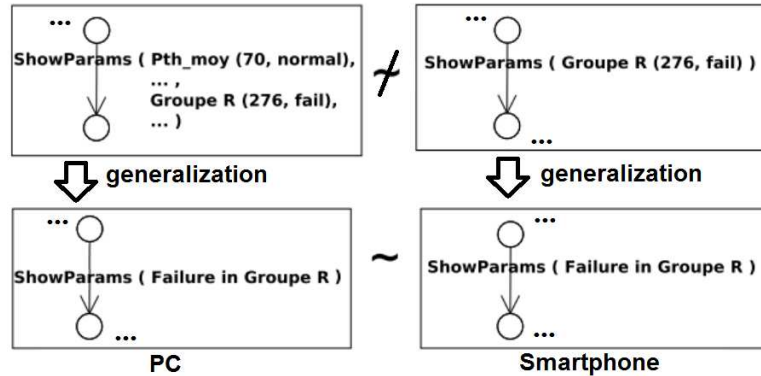 ...
ShowParams ( Pth_moy (70, normal),
... ,
Groupe R (276, fail),
... )
≁
...
ShowParams ( Groupe R (276, fail) )
...
generalization
generalization
...
ShowParams ( Failure in Groupe R )
...
~
...
ShowParams ( Failure in Groupe R )
...
PC
Smartphone